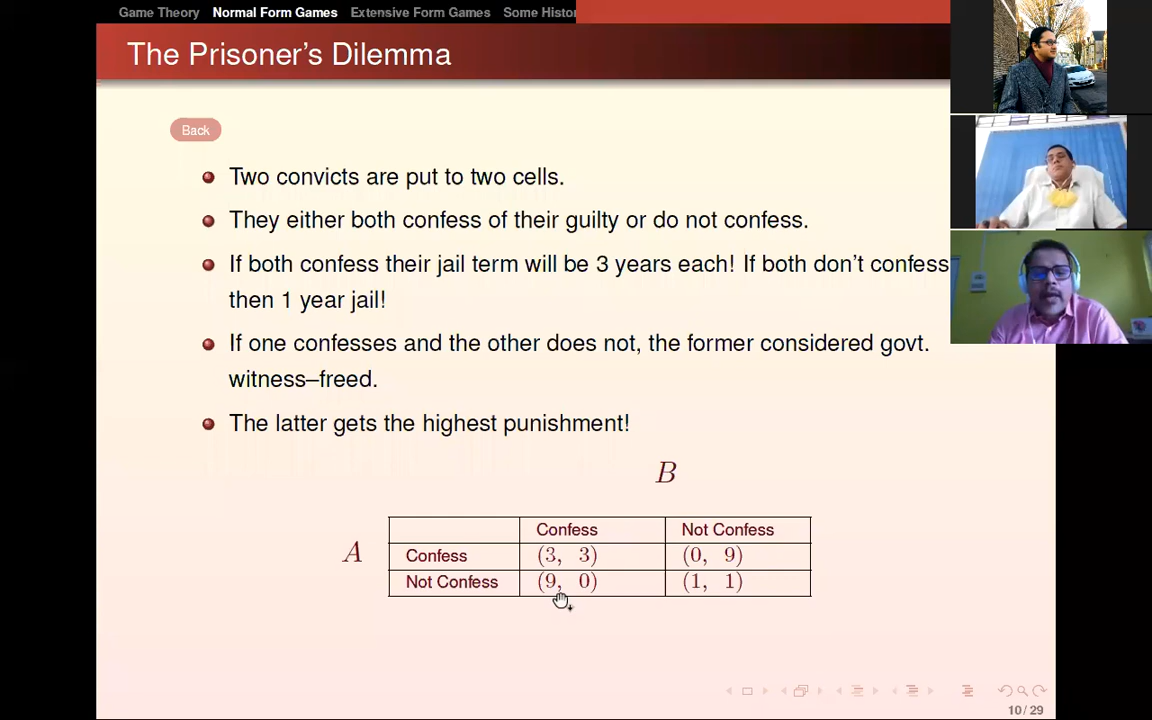 Game Theory Normal Form Games Extensive Form Games Some Histo
The Prisoner's Dilemma
Back
Two convicts are put to two cells.
They either both confess of their guilty or do not confess.
If both confess their jail term will be 3 years each! If both don't confess
then 1 year jail!
If one confesses and the other does not, the former considered govt.
witness–freed.
The latter gets the highest punishment!
B
Confess Not Confess
A Confess (3, 3) (0, 9)
Not Confess (9, 0) (1, 1)
10 / 29